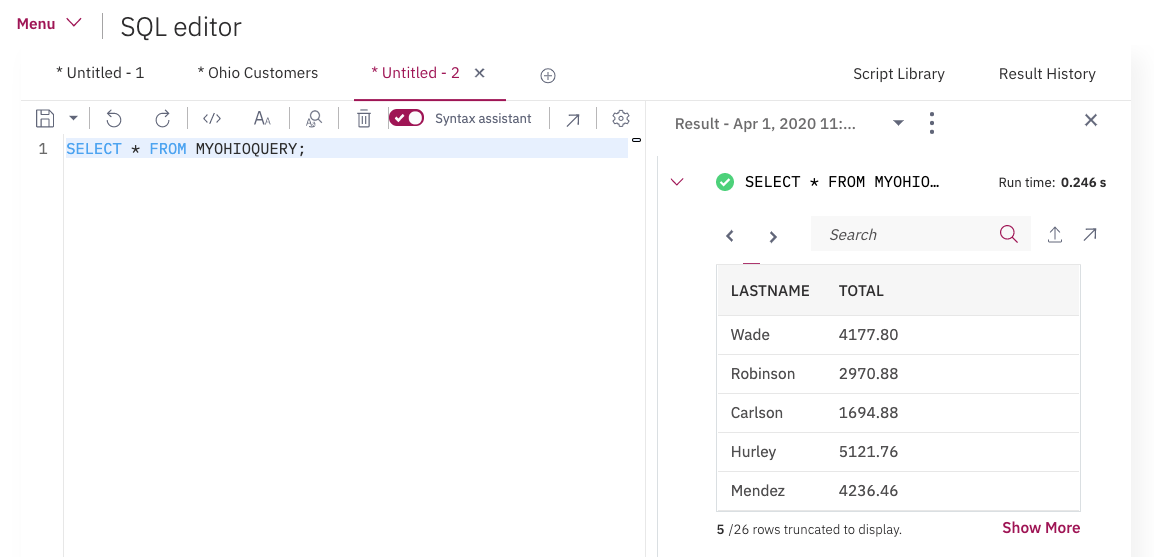 Menu
SQL editor
* Untitled - 1
* Ohio Customers
* Untitled - 2
Script Library
Result History
Syntax assistant
1 SELECT * FROM MYOHIOQUERY;
Result - Apr 1, 2020 11:...
SELECT * FROM MYOHIO…
Run time: 0.246 s
Search
LASTNAME TOTAL
Wade 4177.80
Robinson 2970.88
Carlson 1694.88
Hurley 5121.76
Mendez 4236.46
5 /26 rows truncated to display.
Show More